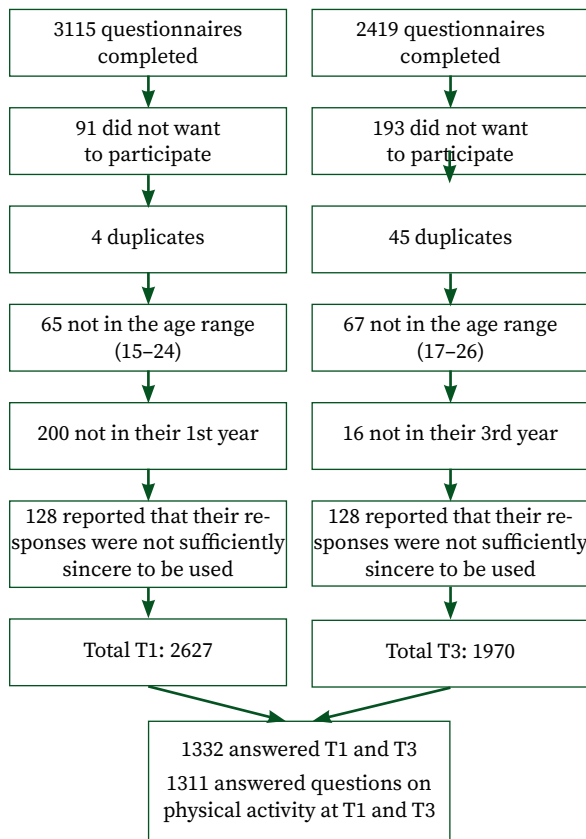 3115 questionnaires
completed
91 did not want
to participate
4 duplicates
65 not in the age range
(15–24)
200 not in their 1st year
128 reported that their re-
sponses were not sufficiently
sincere to be used
Total T1: 2627
2419 questionnaires
completed
193 did not want
to participate
45 duplicates
67 not in the age range
(17–26)
16 not in their 3rd year
128 reported that their re-
sponses were not sufficiently
sincere to be used
Total T3: 1970
1332 answered T1 and T3
1311 answered questions on
physical activity at T1 and T3